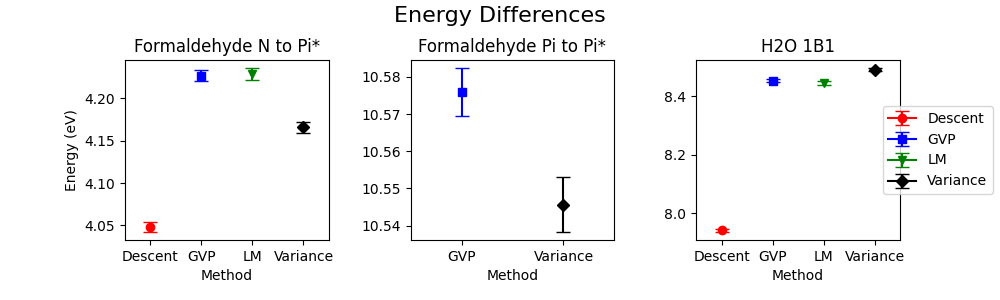 Energy Differences
Formaldehyde N to Pi*
Energy (eV)
4.20
4.15
4.10
4.05
Descent GVP LM Variance
Method
Formaldehyde Pi to Pi*
10.58
10.57
10.56
10.55
10.54
GVP Variance
Method
H2O 1B1
8.4
8.2
8.0
Descent GVP LM Variance
Method
Descent
GVP
LM
Variance